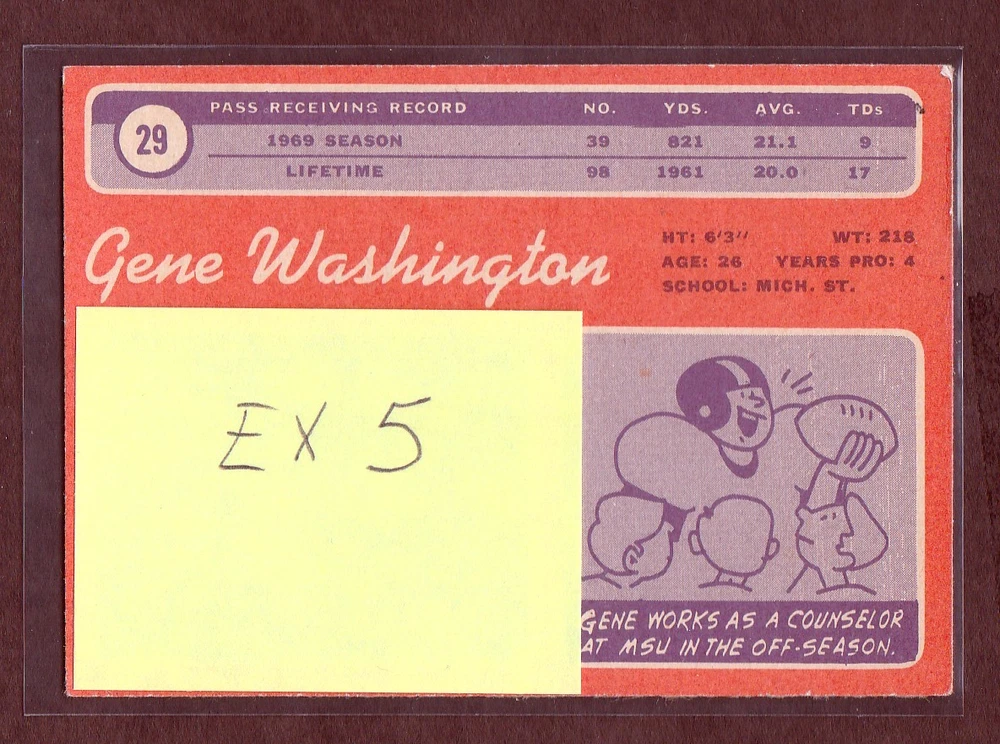 29
PASS RECEIVING RECORD NO. YDS. AVG. TDs
1969 SEASON 39 821 21.1 9
LIFETIME 98 1961 20.0 17
Gene Washington
HT: 6'3" WT: 218
AGE: 26 YEARS PRO: 4
SCHOOL: MICH. ST.
EX 5
GENE WORKS AS A COUNSELOR
AT MSU IN THE OFF-SEASON.